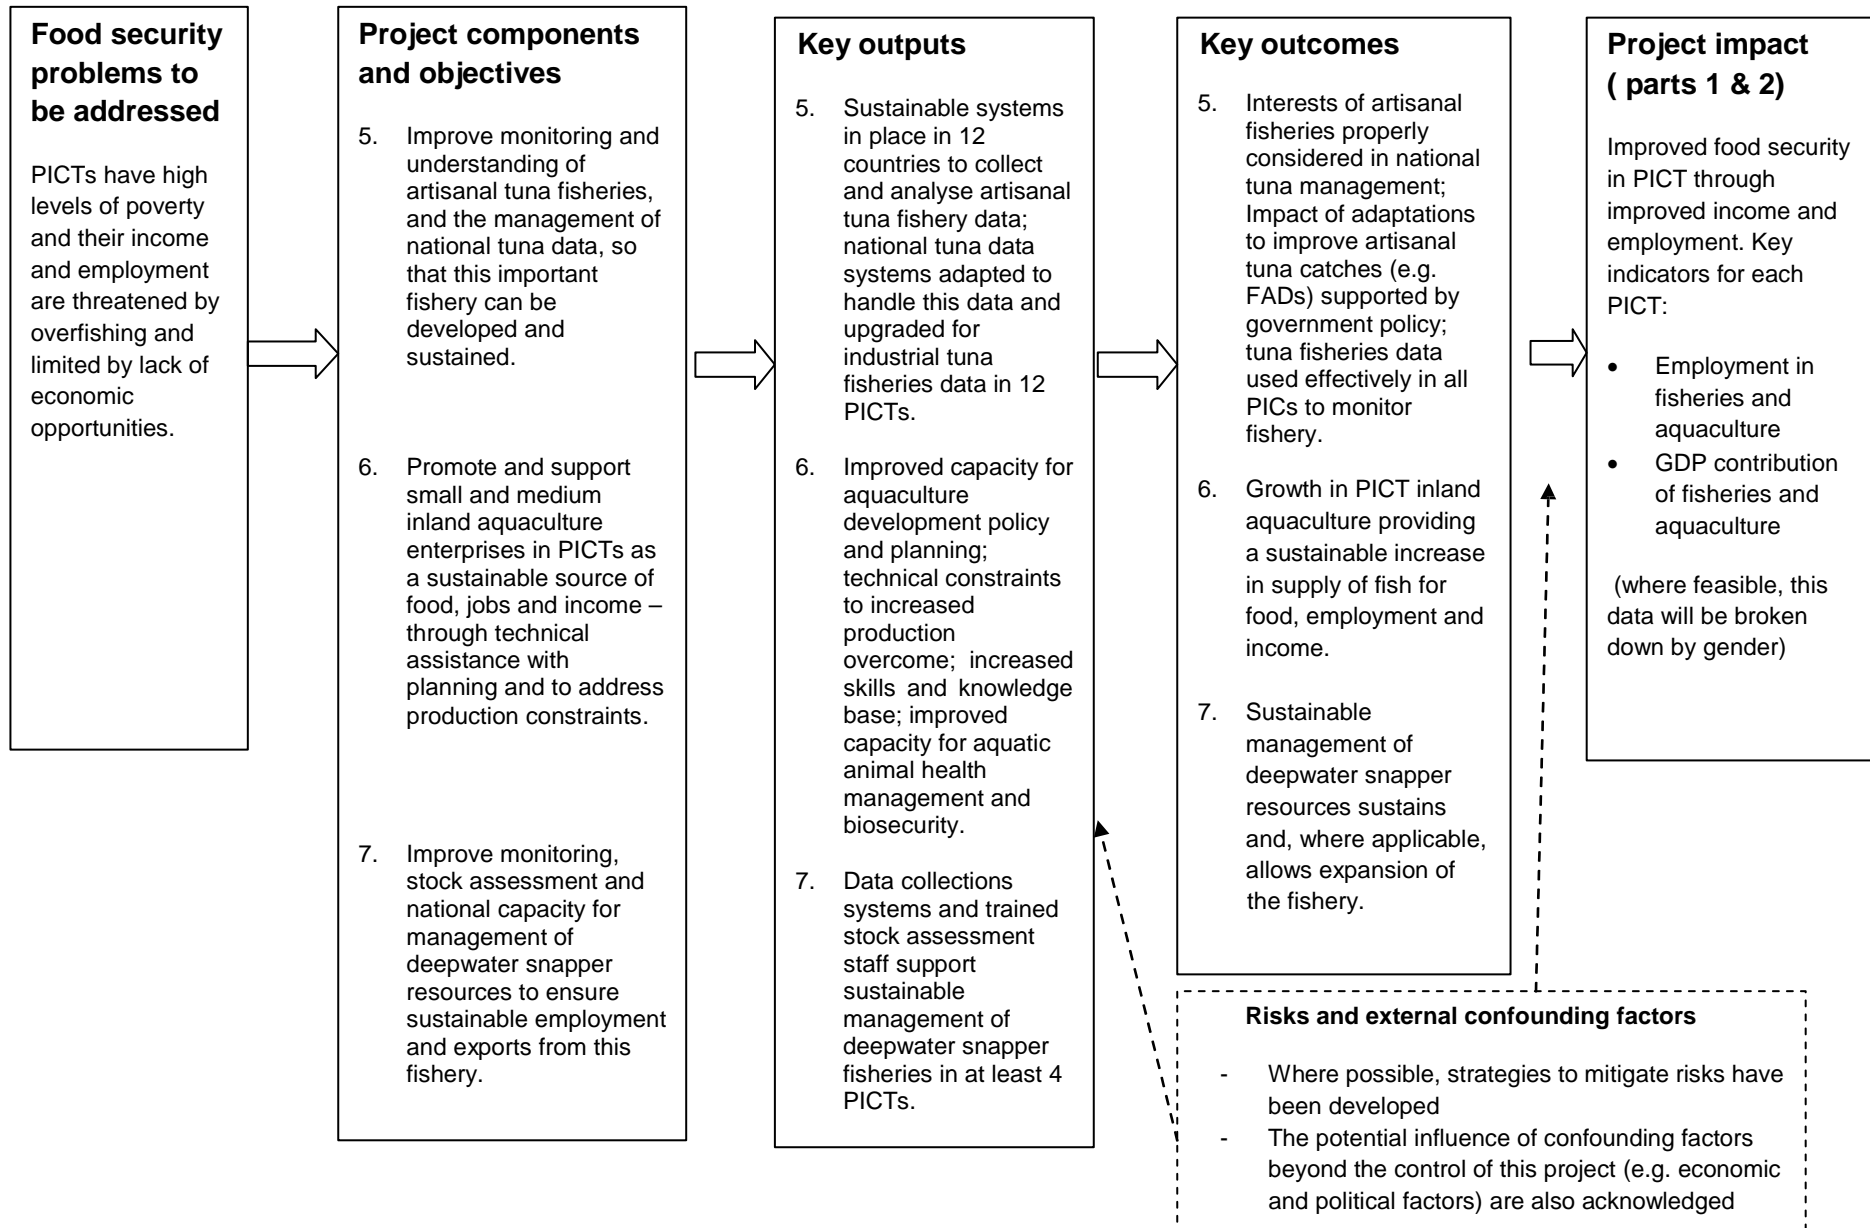 Food security
problems to
be addressed
PICTs have high
levels of poverty
and their income
and employment
are threatened by
overfishing and
limited by lack of
economic
opportunities.
Project components
and objectives
5. Improve monitoring and
understanding of
artisanal tuna fisheries,
and the management of
national tuna data, so
that this important
fishery can be
developed and
sustained.
6. Promote and support
small and medium
inland aquaculture
enterprises in PICTs as
a sustainable source of
food, jobs and income –
through technical
assistance with
planning and to address
production constraints.
7. Improve monitoring,
stock assessment and
national capacity for
management of
deepwater snapper
resources to ensure
sustainable employment
and exports from this
fishery.
Key outputs
5. Sustainable systems
in place in 12
countries to collect
and analyse artisanal
tuna fishery data;
national tuna data
systems adapted to
handle this data and
upgraded for
industrial tuna
fisheries data in 12
PICTs.
6. Improved capacity for
aquaculture
development policy
and planning;
technical constraints
to increased
production
overcome; increased
skills and knowledge
base; improved
capacity for aquatic
animal health
management and
biosecurity.
7. Data collections
systems and trained
stock assessment
staff support
sustainable
management of
deepwater snapper
fisheries in at least 4
PICTs.
Key outcomes
5. Interests of artisanal
fisheries properly
considered in national
tuna management;
Impact of adaptations
to improve artisanal
tuna catches (e.g.
FADs) supported by
government policy;
tuna fisheries data
used effectively in all
PICs to monitor
fishery.
6. Growth in PICT inland
aquaculture providing
a sustainable increase
in supply of fish for
food, employment and
income.
7. Sustainable
management of
deepwater snapper
resources sustains
and, where applicable,
allows expansion of
the fishery.
Project impact
( parts 1 & 2)
Improved food security
in PICT through
improved income and
employment. Key
indicators for each
PICT:
• Employment in
fisheries and
aquaculture
• GDP contribution
of fisheries and
aquaculture
(where feasible, this
data will be broken
down by gender)
Risks and external confounding factors
- Where possible, strategies to mitigate risks have
been developed
- The potential influence of confounding factors
beyond the control of this project (e.g. economic
and political factors) are also acknowledged